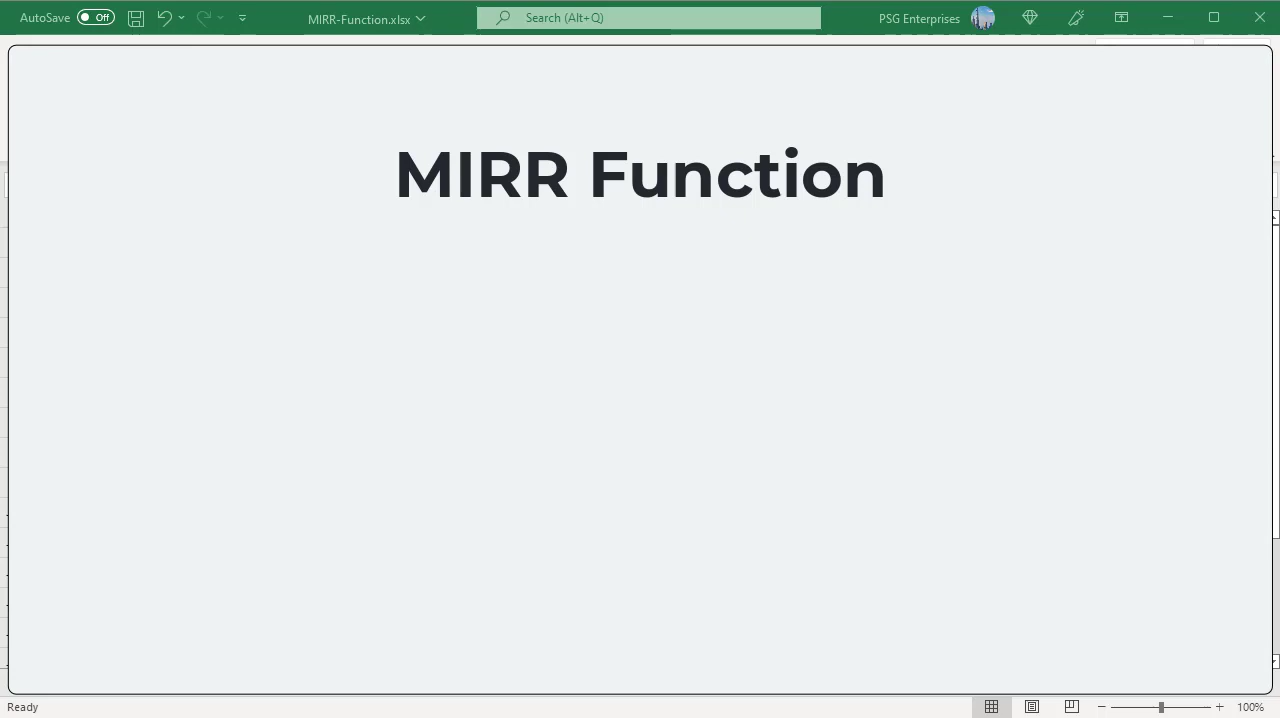 AutoSave Off MIRR-Function.xlsx Search (Alt+Q) PSG Enterprises
MIRR Function
Ready 100%